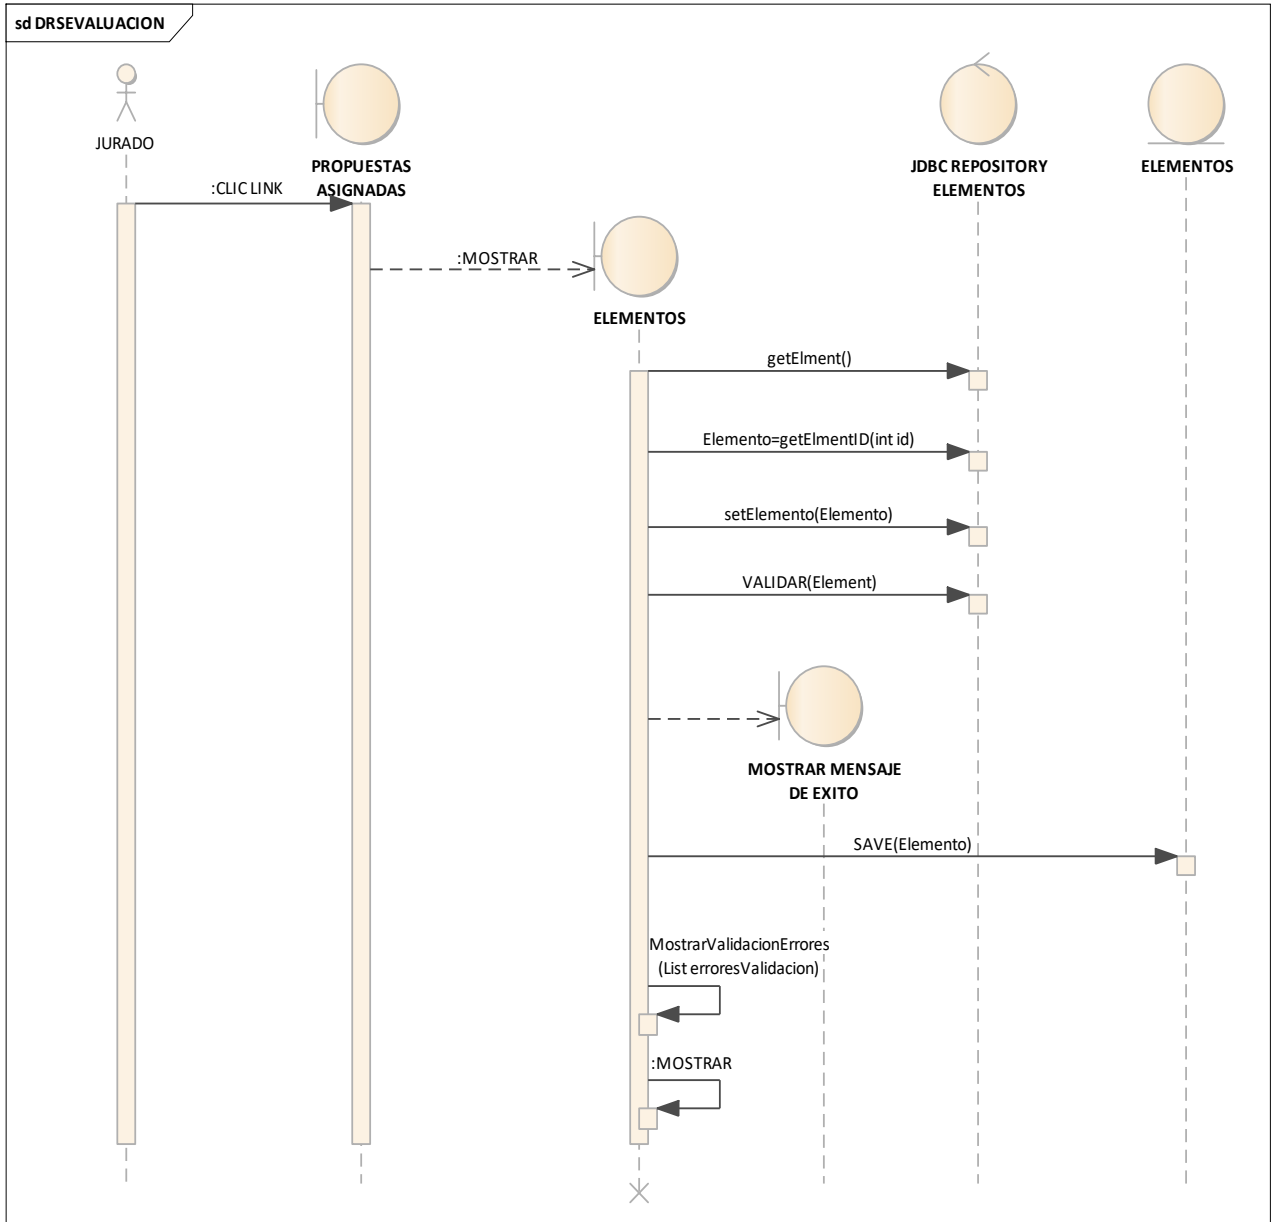 sd DRSEVALUACION
JURADO
PROPUESTAS
ASIGNADAS
JDBC REPOSITORY
ELEMENTOS
ELEMENTOS
:CLIC LINK
:MOSTRAR
ELEMENTOS
getElment()
Elemento=getElmentID(int id)
setElemento(Elemento)
VALIDAR(Element)
MOSTRAR MENSAJE
DE EXITO
SAVE(Elemento)
MostrarValidacionErrores
(List erroresValidacion)
:MOSTRAR